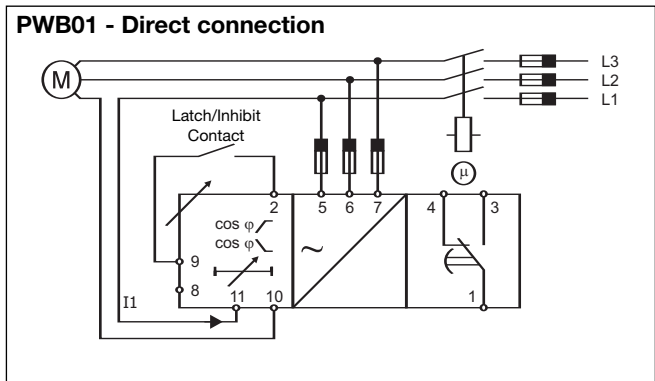 PWB01 - Direct connection
M
L3
L2
L1
Latch/Inhibit
Contact
µ
2
5
6
7
4
3
cos φ
cos φ
~
9
8
11
10
1
I1